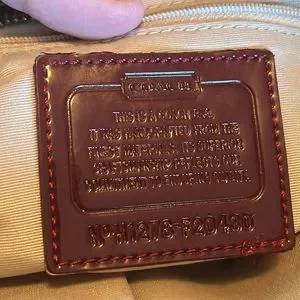 COACH
THIS IS A COACH BAG.
IT WAS HANDCRAFTED FROM THE
FINEST MATERIALS. ITS SUPERIOR
CRAFTSMANSHIP REFLECTS OUR
COMMITMENT TO ENDURING QUALITY.
Nº H1276-F20430